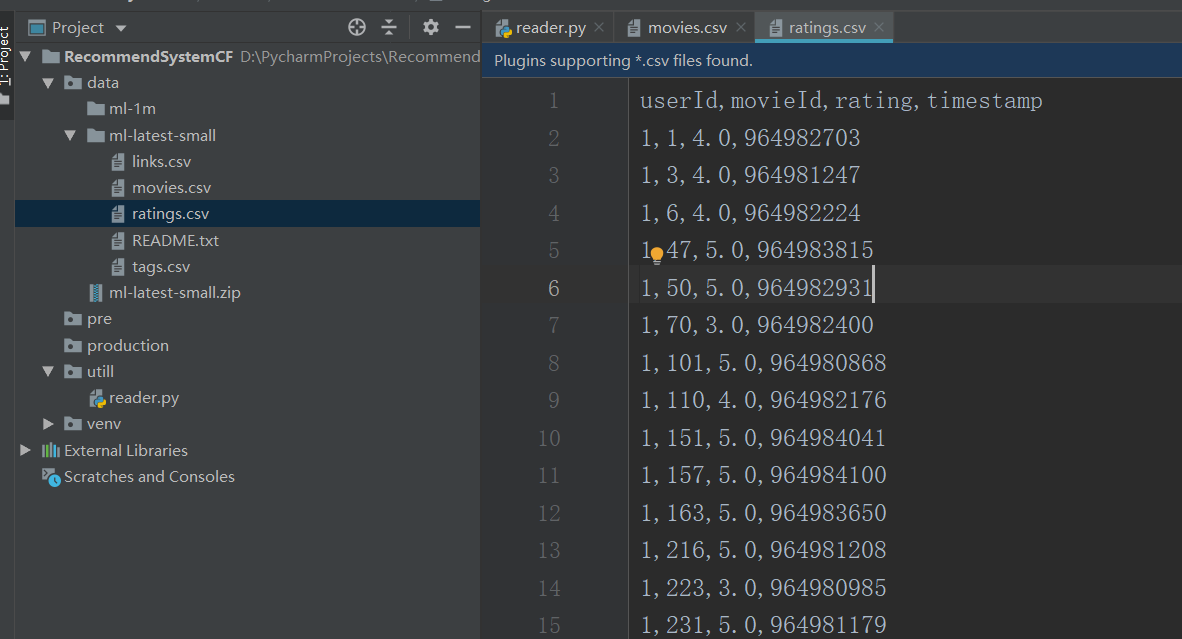 1: Project
Project
RecommendSystemCF D:\PycharmProjects\Recommend
data
ml-1m
ml-latest-small
links.csv
movies.csv
ratings.csv
README.txt
tags.csv
ml-latest-small.zip
pre
production
utill
reader.py
venv
External Libraries
Scratches and Consoles
reader.py movies.csv ratings.csv
Plugins supporting *.csv files found.
1 userId,movieId,rating,timestamp
2 1,1,4.0,964982703
3 1,3,4.0,964981247
4 1,6,4.0,964982224
5 1,47,5.0,964983815
6 1,50,5.0,964982931
7 1,70,3.0,964982400
8 1,101,5.0,964980868
9 1,110,4.0,964982176
10 1,151,5.0,964984041
11 1,157,5.0,964984100
12 1,163,5.0,964983650
13 1,216,5.0,964981208
14 1,223,3.0,964980985
15 1,231,5.0,964981179